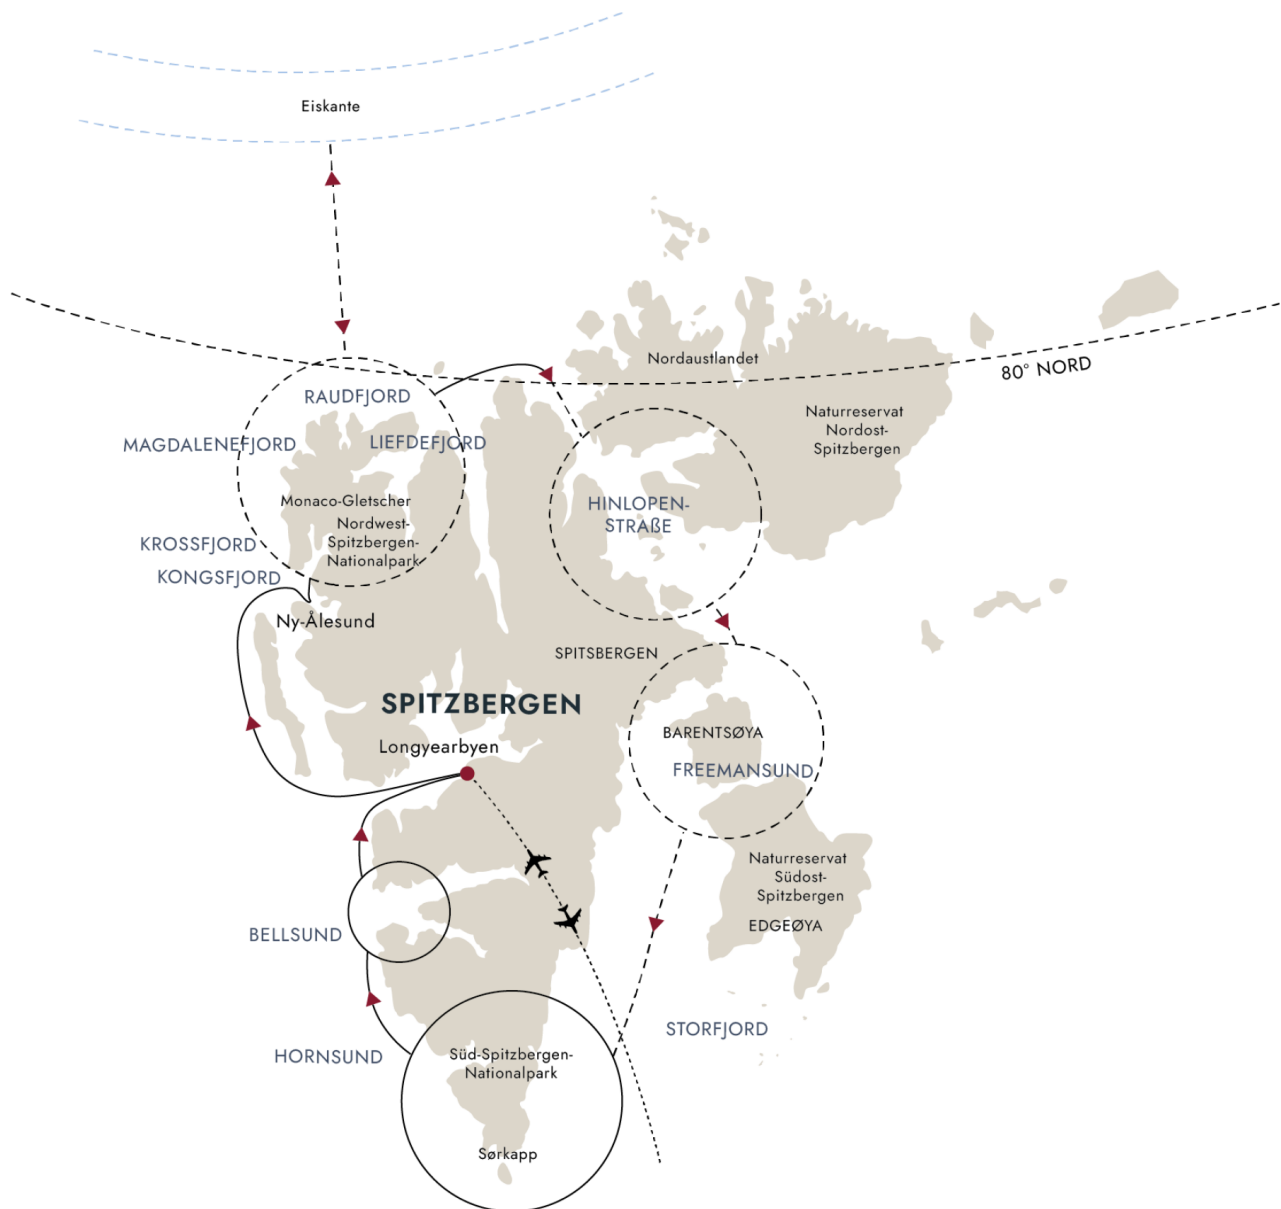 Eiskante
80° NORD
Nordaustlandet
RAUDFJORD
MAGDALENEFJORD
LIEFDEFJORD
Naturreservat
Nordost-
Spitzbergen
Monaco-Gletscher
Nordwest-
Spitzbergen-
Nationalpark
HINLOPEN-
STRAßE
KROSSFJORD
KONGSFJORD
Ny-Ålesund
SPITSBERGEN
SPITZBERGEN
BARENTSØYA
Longyearbyen
FREEMANSUND
Naturreservat
Südost-
Spitzbergen
EDGEØYA
BELLSUND
STORFJORD
HORNSUND
Süd-Spitzbergen-
Nationalpark
Sørkapp